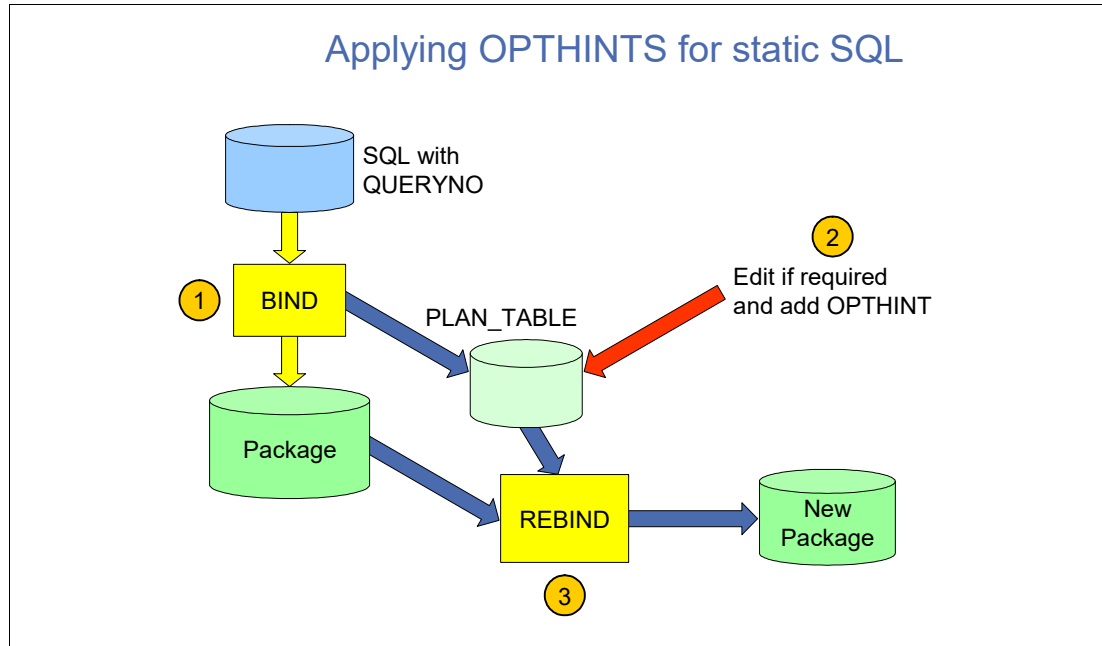 Applying OPTHINTS for static SQL
SQL with
QUERYNO
2
Edit if required
and add OPTHINT
1
BIND
PLAN_TABLE
Package
REBIND
New
Package
3